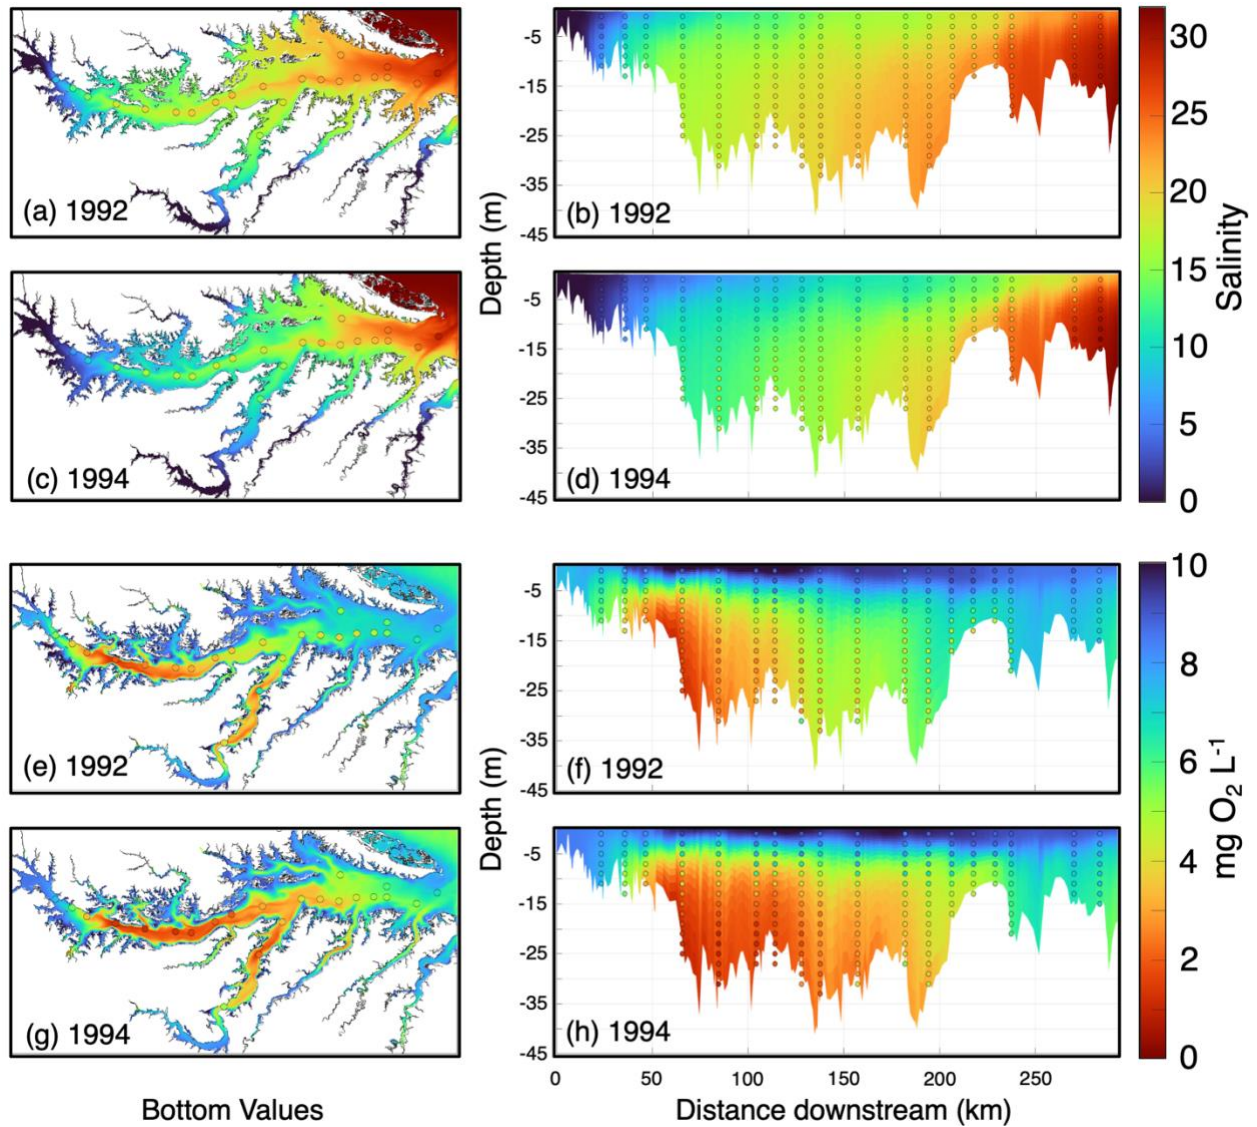 (a) 1992
-5
-15
-25
-35
-45
(b) 1992
30
25
20
15
10
5
0
Salinity
(c) 1994
Depth (m)
-5
-15
-25
-35
-45
(d) 1994
(e) 1992
-5
-15
-25
-35
-45
(f) 1992
10
8
6
4
2
0
mg O₂ L⁻¹
(g) 1994
Depth (m)
-5
-15
-25
-35
-45
(h) 1994
0 50 100 150 200 250
Bottom Values
Distance downstream (km)